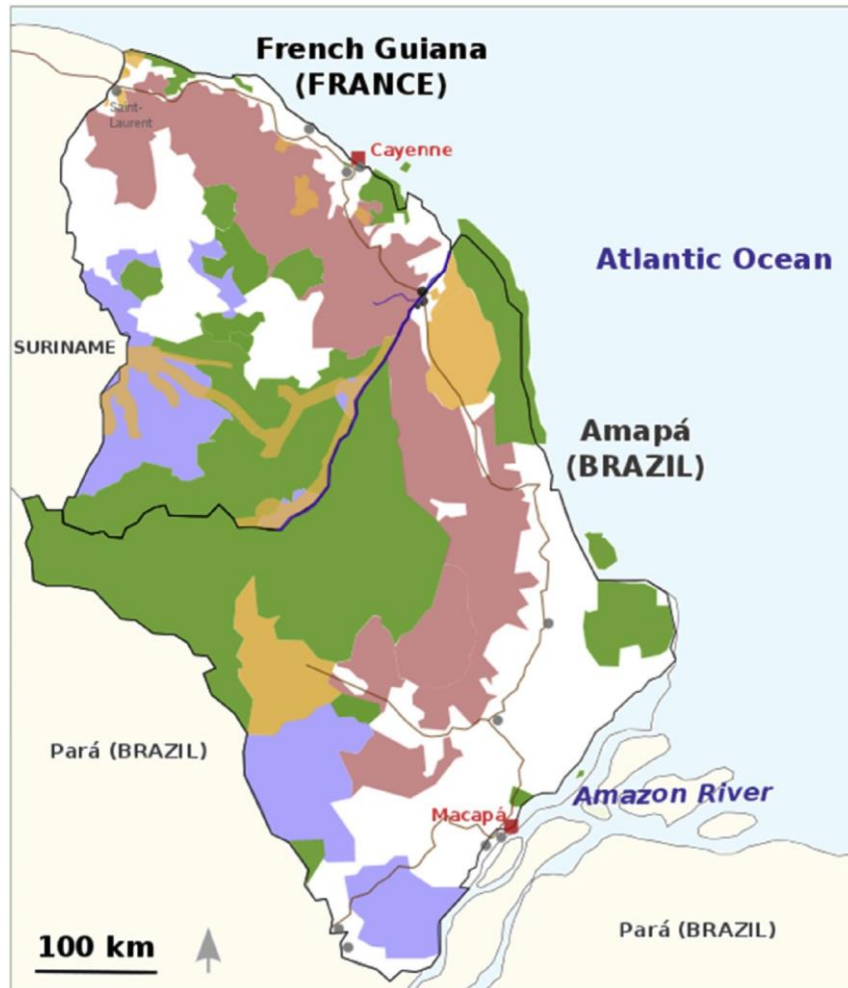 French Guiana
(FRANCE)
Saint-
Laurent
Cayenne
Atlantic Ocean
SURINAME
Amapá
(BRAZIL)
Pará (BRAZIL)
Amazon River
Macapá
Pará (BRAZIL)
100 km